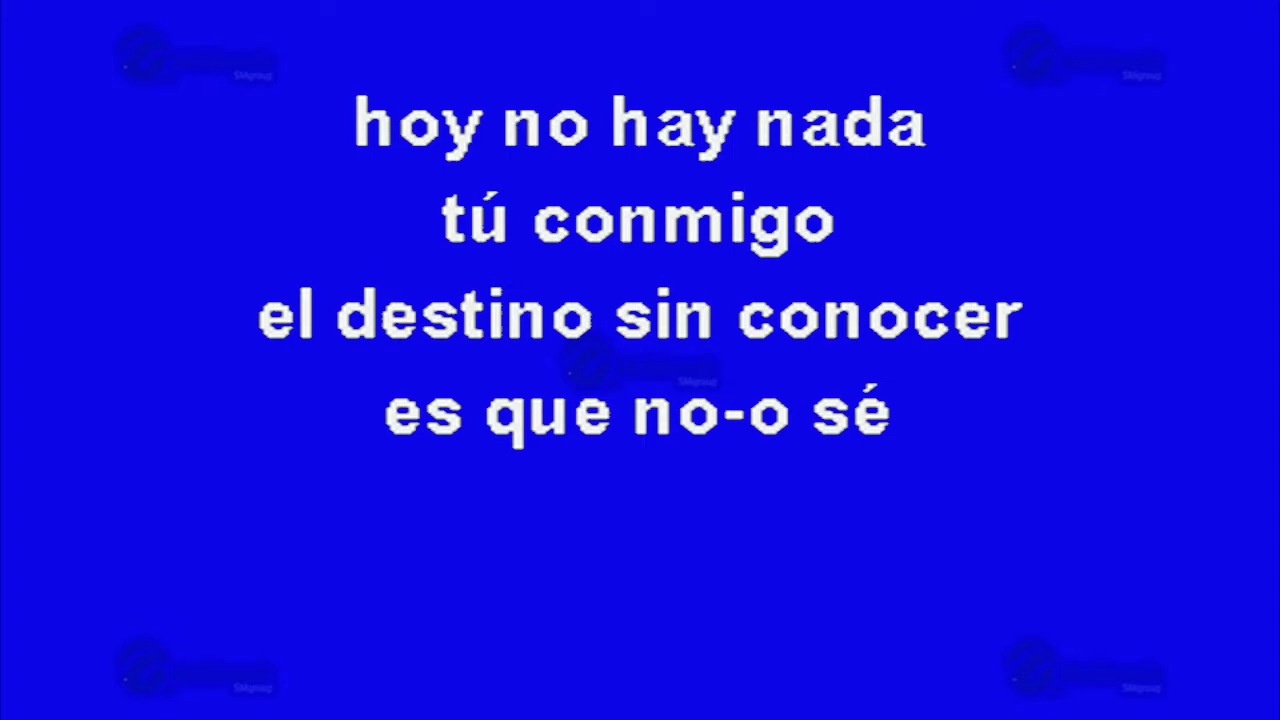 hoy no hay nada
tú conmigo
el destino sin conocer
es que no-o sé